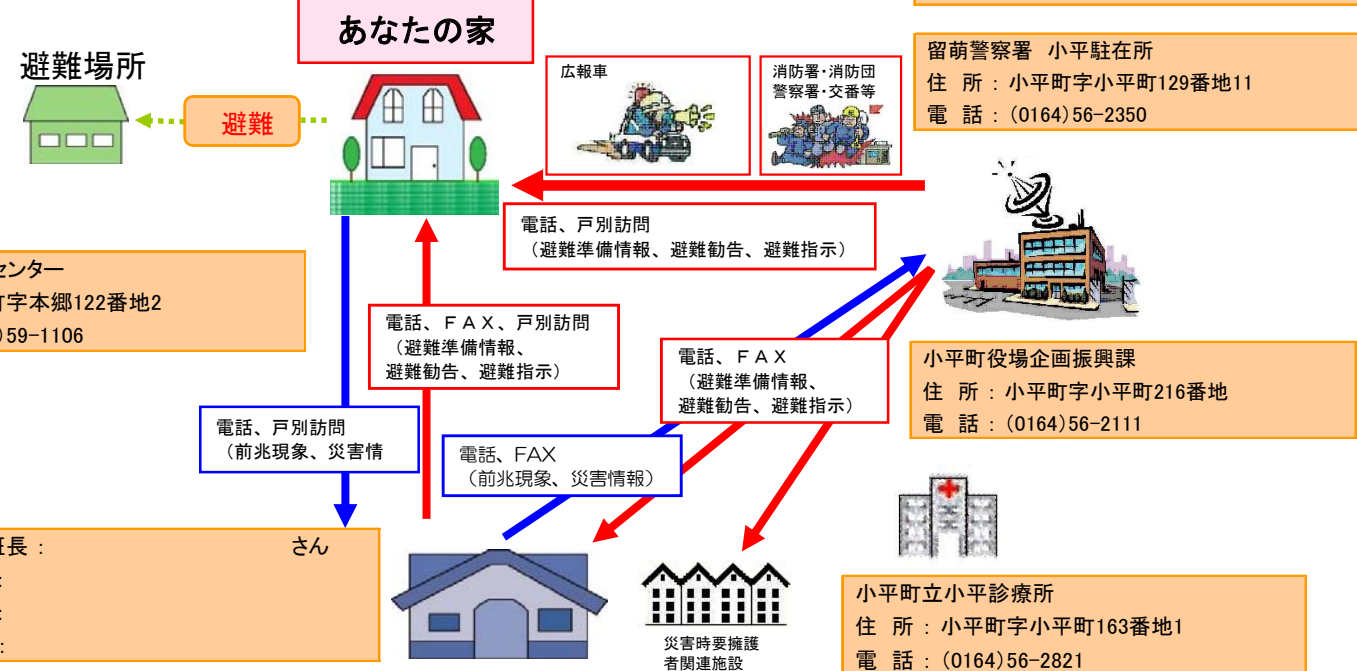 あなたの家
避難場所
避難
広報車
消防署・消防団
警察署・交番等
留萌警察署 小平駐在所
住 所 : 小平町字小平町129番地11
電 話 : (0164)56-2350
電話、戸別訪問
(避難準備情報、避難勧告、避難指示)
センター
町字本郷122番地2
)59-1106
電話、FAX、戸別訪問
(避難準備情報、
避難勧告、避難指示)
電話、FAX
(避難準備情報、
避難勧告、避難指示)
小平町役場企画振興課
住 所 : 小平町字小平町216番地
電 話 : (0164)56-2111
電話、戸別訪問
(前兆現象、災害情
電話、FAX
(前兆現象、災害情報)
班長 : さん
:
:
:
災害時要擁護
者関連施設
小平町立小平診療所
住 所 : 小平町字小平町163番地1
電 話 : (0164)56-2821